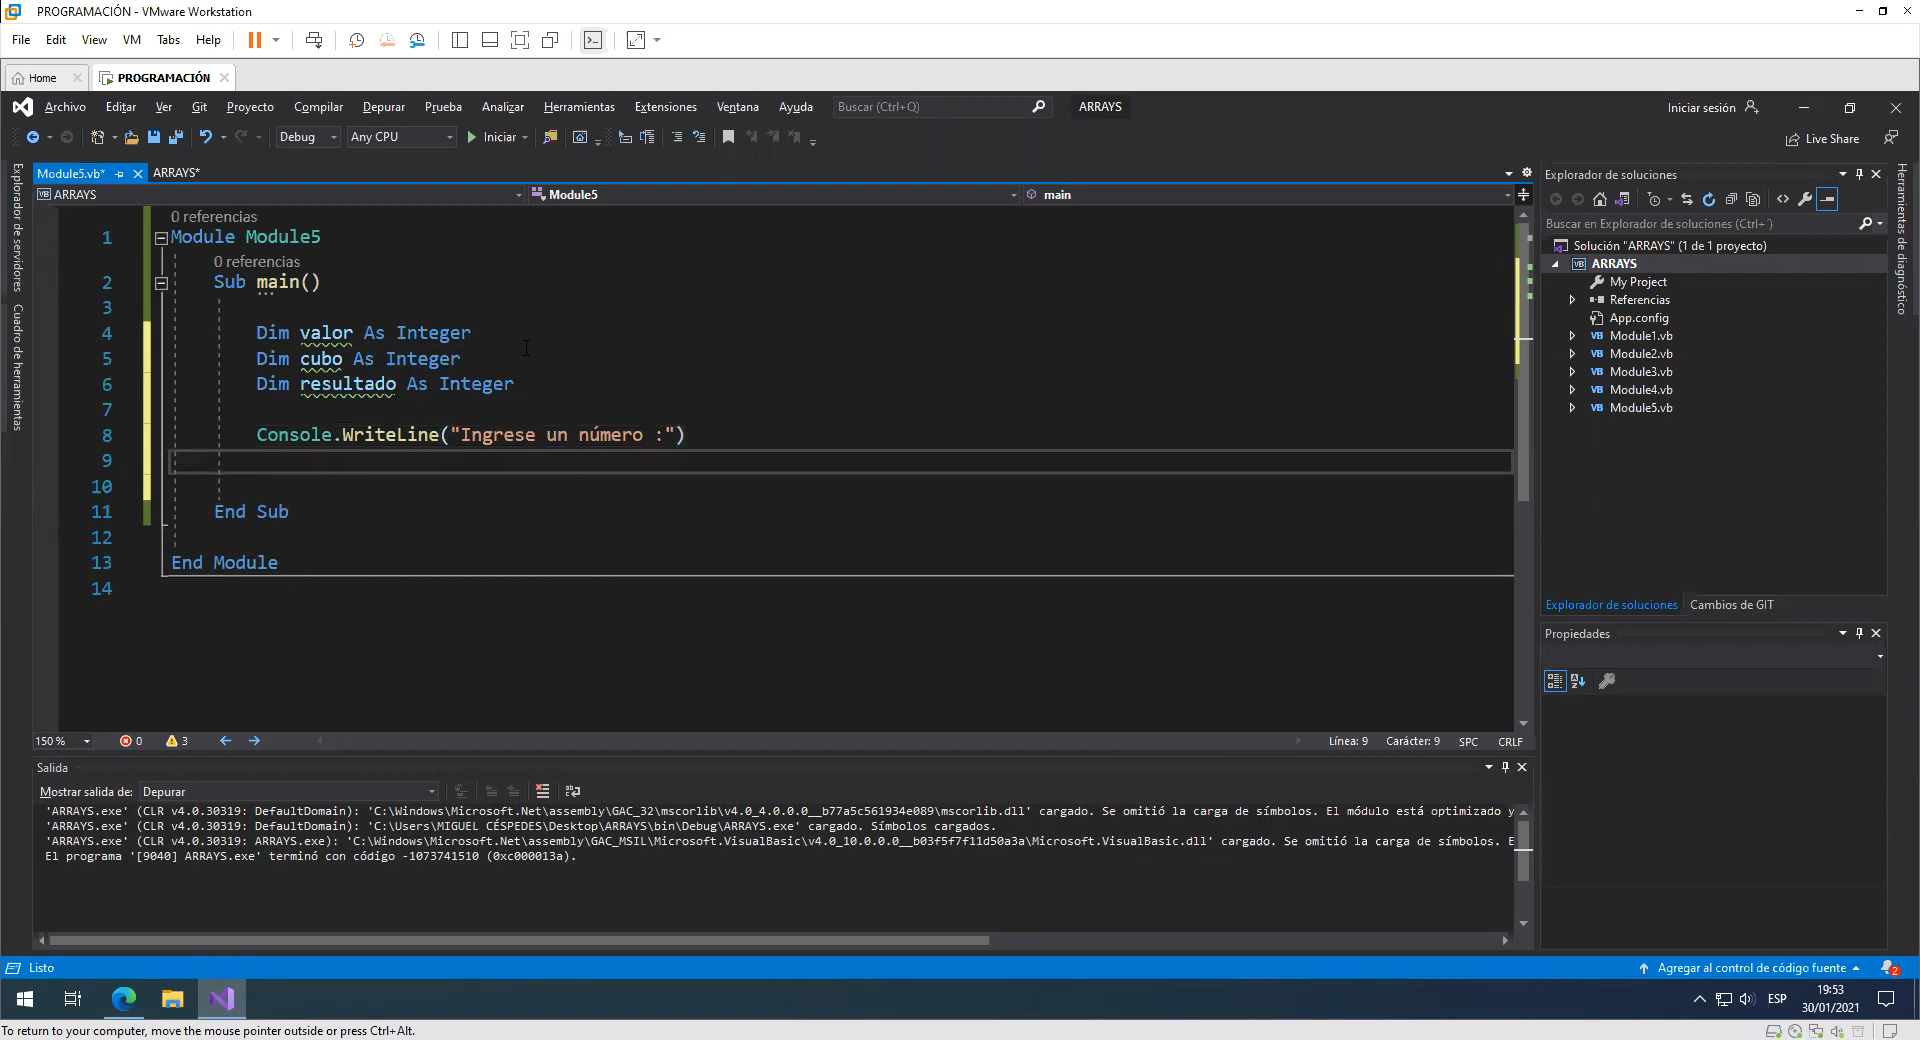 PROGRAMACIÓN - VMware Workstation
File Edit View VM Tabs Help
Home PROGRAMACIÓN
Archivo Editar Ver Git Proyecto Compilar Depurar Prueba Analizar Herramientas Extensiones Ventana Ayuda Buscar (Ctrl+Q) ARRAYS Iniciar sesión
Debug Any CPU Iniciar Live Share
Explorador de servidores
Cuadro de herramientas
Module5.vb* ARRAYS*
ARRAYS Module5 main
0 referencias
1 Module Module5
0 referencias
2 Sub main()
3
4 Dim valor As Integer
5 Dim cubo As Integer
6 Dim resultado As Integer
7
8 Console.WriteLine("Ingrese un número :")
9
10
11 End Sub
12
13 End Module
14
150 % 0 3 Línea: 9 Carácter: 9 SPC CRLF
Salida
Mostrar salida de: Depurar
'ARRAYS.exe' (CLR v4.0.30319: DefaultDomain): 'C:\Windows\Microsoft.Net\assembly\GAC_32\mscorlib\v4.0_4.0.0.0__b77a5c561934e089\mscorlib.dll' cargado. Se omitió la carga de símbolos. El módulo está optimizado y
'ARRAYS.exe' (CLR v4.0.30319: DefaultDomain): 'C:\Users\MIGUEL CÉSPEDES\Desktop\ARRAYS\bin\Debug\ARRAYS.exe' cargado. Símbolos cargados.
'ARRAYS.exe' (CLR v4.0.30319: ARRAYS.exe): 'C:\Windows\Microsoft.Net\assembly\GAC_MSIL\Microsoft.VisualBasic\v4.0_10.0.0.0__b03f5f7f11d50a3a\Microsoft.VisualBasic.dll' cargado. Se omitió la carga de símbolos. E
El programa '[9040] ARRAYS.exe' terminó con código -1073741510 (0xc000013a).
Explorador de soluciones
Buscar en Explorador de soluciones (Ctrl+´)
Solución "ARRAYS" (1 de 1 proyecto)
VB ARRAYS
My Project
Referencias
App.config
VB Module1.vb
VB Module2.vb
VB Module3.vb
VB Module4.vb
VB Module5.vb
Explorador de soluciones Cambios de GIT
Propiedades
Herramientas de diagnóstico
Listo Agregar al control de código fuente 2
ESP 19:53
30/01/2021
To return to your computer, move the mouse pointer outside or press Ctrl+Alt.